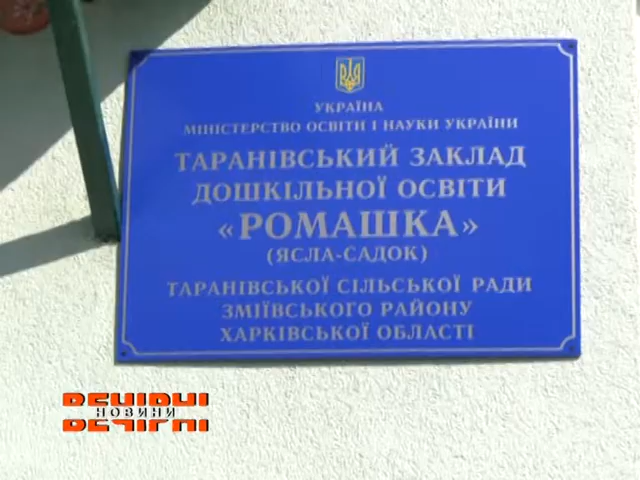 УКРАЇНА
МІНІСТЕРСТВО ОСВІТИ І НАУКИ УКРАЇНИ
ТАРАНІВСЬКИЙ ЗАКЛАД
ДОШКІЛЬНОЇ ОСВІТИ
«РОМАШКА»
(ЯСЛА-САДОК)
ТАРАНІВСЬКОЇ СІЛЬСЬКОЇ РАДИ
ЗМІЇВСЬКОГО РАЙОНУ
ХАРКІВСЬКОЇ ОБЛАСТІ
ВЕЧІРНІ
НОВИНИ
ВЕЧІРНІ